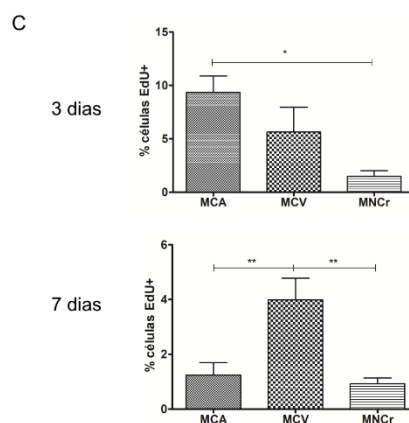 C
3 dias
% células EdU+
15
10
5
0
*
MCA MCV MNCr
7 dias
% células EdU+
6
4
2
0
** **
MCA MCV MNCr